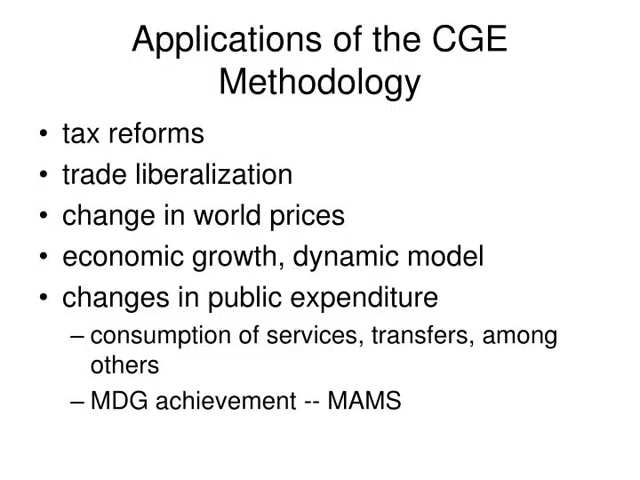 Applications of the CGE
Methodology
• tax reforms
• trade liberalization
• change in world prices
• economic growth, dynamic model
• changes in public expenditure
– consumption of services, transfers, among
others
– MDG achievement -- MAMS